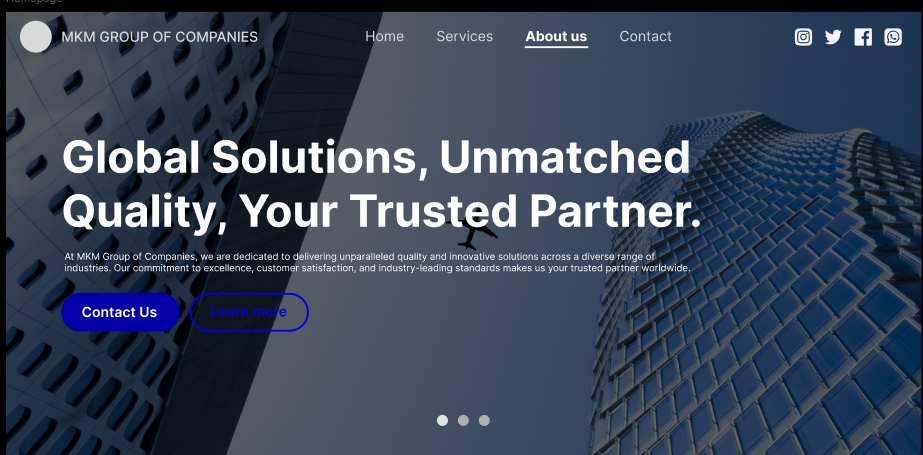 Homepage
MKM GROUP OF COMPANIES
Home
Services
About us
Contact
Global Solutions, Unmatched
Quality, Your Trusted Partner.
At MKM Group of Companies, we are dedicated to delivering unparalleled quality and innovative solutions across a diverse range of
industries. Our commitment to excellence, customer satisfaction, and industry-leading standards makes us your trusted partner worldwide.
Contact Us
Learn more